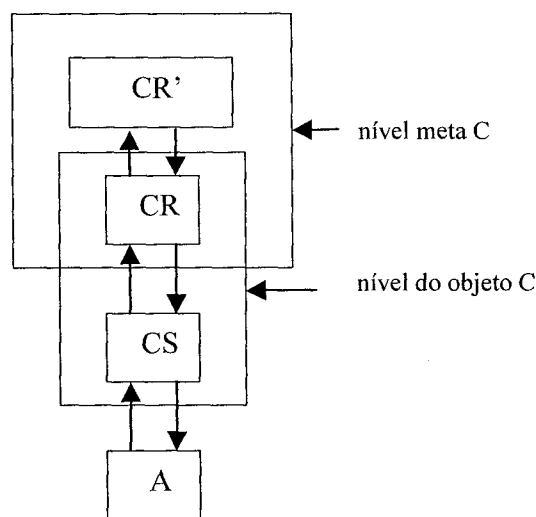 CR’
nível meta C
CR
nível do objeto C
CS
A